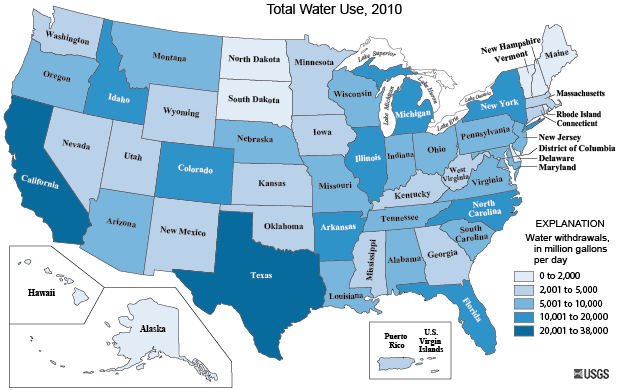 Total Water Use, 2010
Washington
Oregon
California
Idaho
Nevada
Montana
Wyoming
Utah
Arizona
Colorado
New Mexico
North Dakota
South Dakota
Nebraska
Kansas
Oklahoma
Texas
Minnesota
Iowa
Missouri
Arkansas
Louisiana
Wisconsin
Illinois
Michigan
Indiana
Ohio
Kentucky
Tennessee
Mississippi
Alabama
Georgia
Florida
South
Carolina
North
Carolina
Virginia
West
Virginia
Pennsylvania
New York
Lake Superior
Lake Michigan
Lake Huron
Lake Erie
Lake Ontario
New Hampshire
Vermont
Maine
Massachusetts
Rhode Island
Connecticut
New Jersey
District of Columbia
Delaware
Maryland
Hawaii
Alaska
Puerto
Rico
U.S.
Virgin
Islands
EXPLANATION
Water withdrawals,
in million gallons
per day
0 to 2,000
2,001 to 5,000
5,001 to 10,000
10,001 to 20,000
20,001 to 38,000
USGS